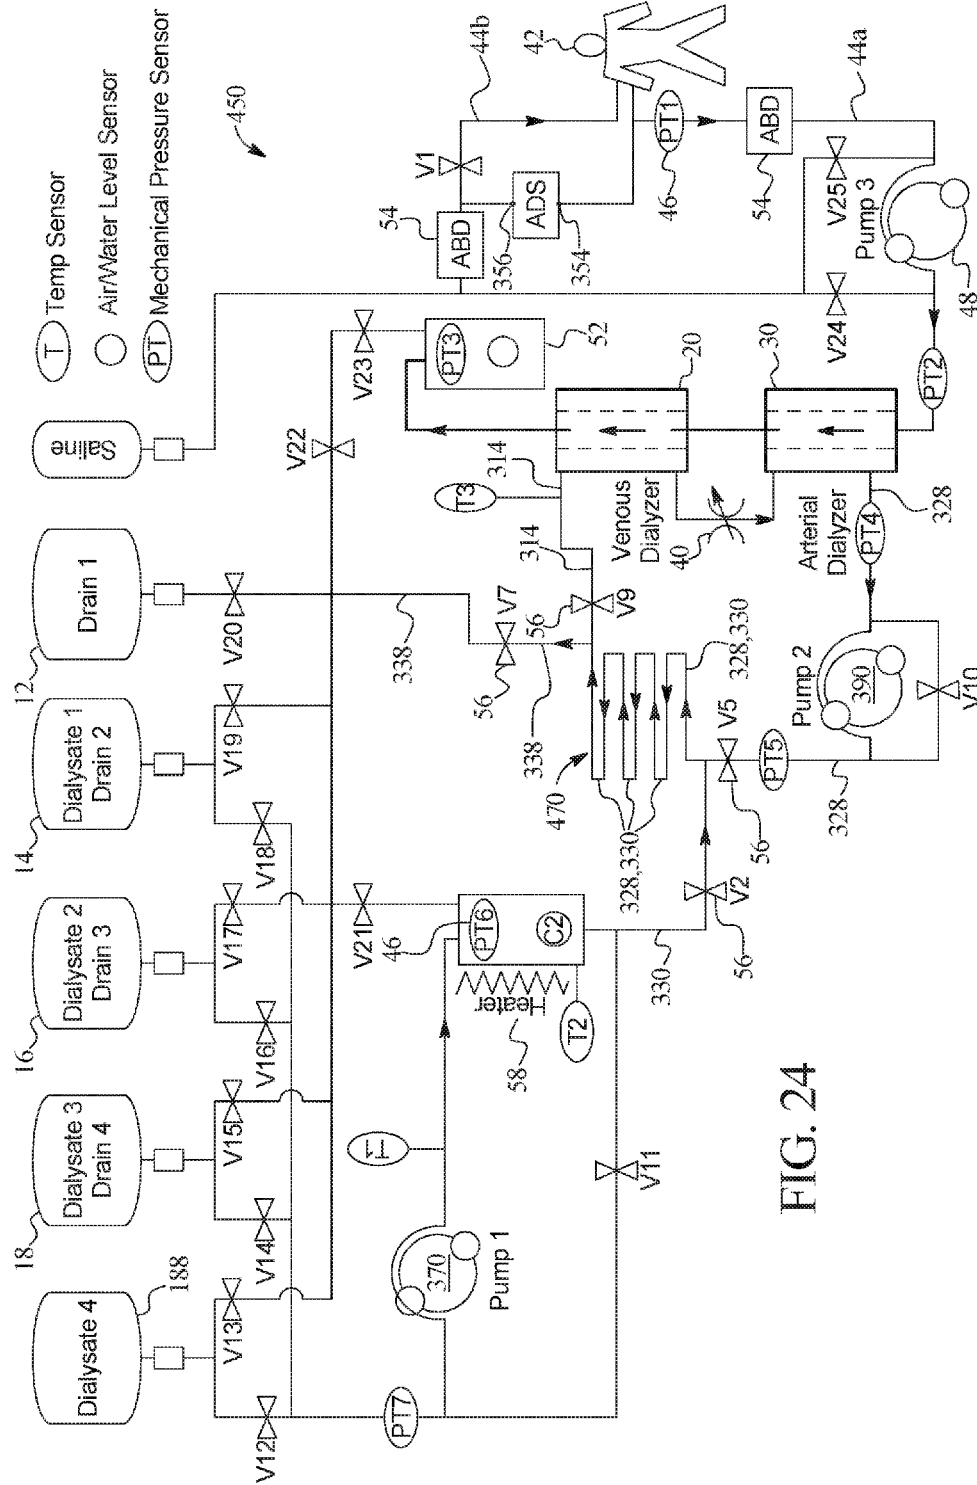 T
Temp Sensor
Air/Water Level Sensor
PT
Mechanical Pressure Sensor
450
Saline
Drain 1
12
Dialysate 1
Drain 2
14
Dialysate 2
Drain 3
16
Dialysate 3
Drain 4
18
Dialysate 4
188
V12
V13
V14
V15
V16
V17
V18
V19
V20
V21
V22
V23
338
V7
56
338
PT7
370
Pump 1
T1
V11
46
PT6
C2
Heater
58
T2
330
V2
56
470
328,330
328,330
V5
56
PT5
328
Pump 2
390
V10
314
V9
56
314
T3
Venous
Dialyzer
20
40
Arterial
Dialyzer
30
PT4
328
PT3
52
PT2
48
Pump 3
V24
V25
54
ABD
V1
44b
42
ADS
356
354
PT1
46
ABD
54
44a
FIG. 24